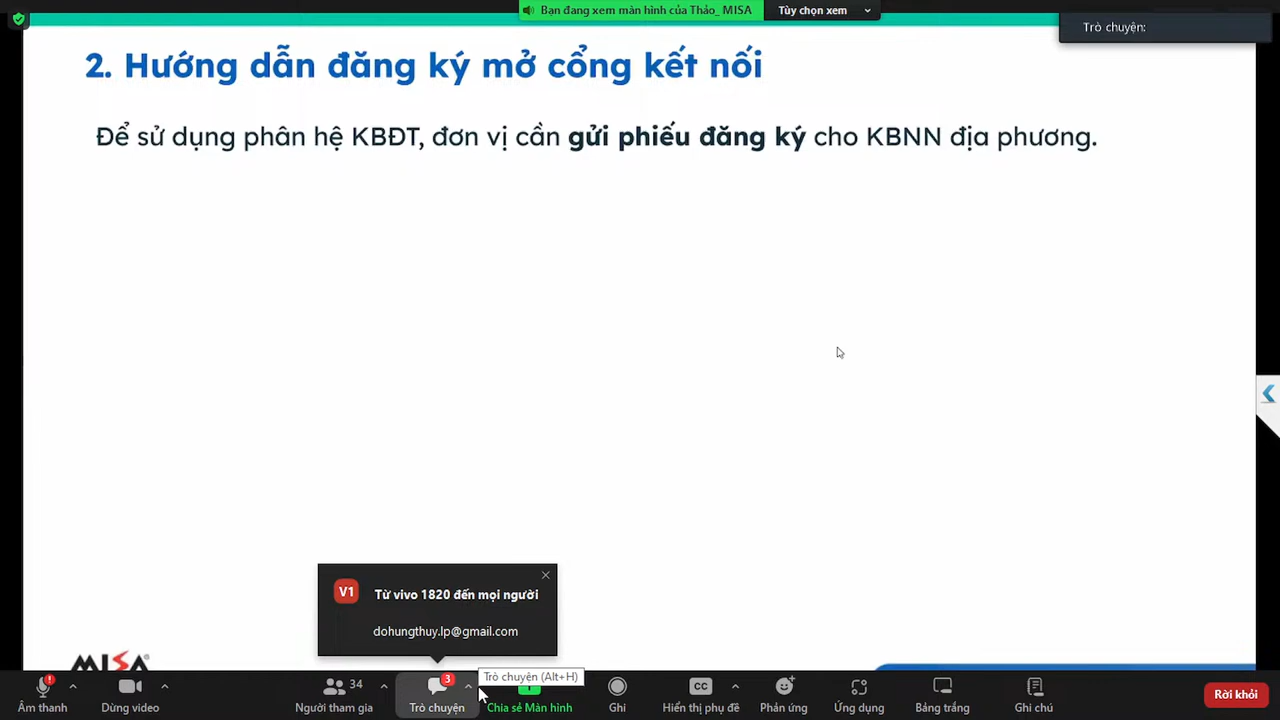 Bạn đang xem màn hình của Thảo_ MISA
Tùy chọn xem
Trò chuyện:
2. Hướng dẫn đăng ký mở cổng kết nối
Để sử dụng phân hệ KBĐT, đơn vị cần gửi phiếu đăng ký cho KBNN địa phương.
V1
Từ vivo 1820 đến mọi người
dohungthuy.lp@gmail.com
MISA
Trò chuyện (Alt+H)
34
3
Âm thanh
Dừng video
Người tham gia
Trò chuyện
Chia sẻ Màn hình
Ghi
CC
Hiển thị phụ đề
Phản ứng
Ứng dụng
Bảng trắng
Ghi chú
Rời khỏi